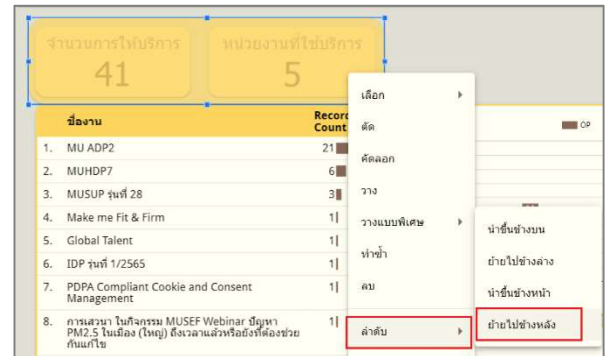 จำนวนการให้บริการ หน่วยงานที่ใช้บริการ
41 5
ชื่องาน Record Count
1. MU ADP2 21
2. MUHDP7 6
3. MUSUP รุ่นที่ 28 3
4. Make me Fit & Firm 1
5. Global Talent 1
6. IDP รุ่นที่ 1/2565 1
7. PDPA Compliant Cookie and Consent 1
Management
8. การเสวนา ในกิจกรรม MUSEF Webinar ปัญหา 1
PM2.5 ในเมือง (ใหญ่) ถึงเวลาแล้วหรือยังที่ต้องช่วย
กันแก้ไข
OP
เลือก
ตัด
คัดลอก
วาง
วางแบบพิเศษ
ทำซ้ำ
ลบ
ลำดับ
นำขึ้นข้างบน
ย้ายไปข้างล่าง
นำขึ้นข้างหน้า
ย้ายไปข้างหลัง